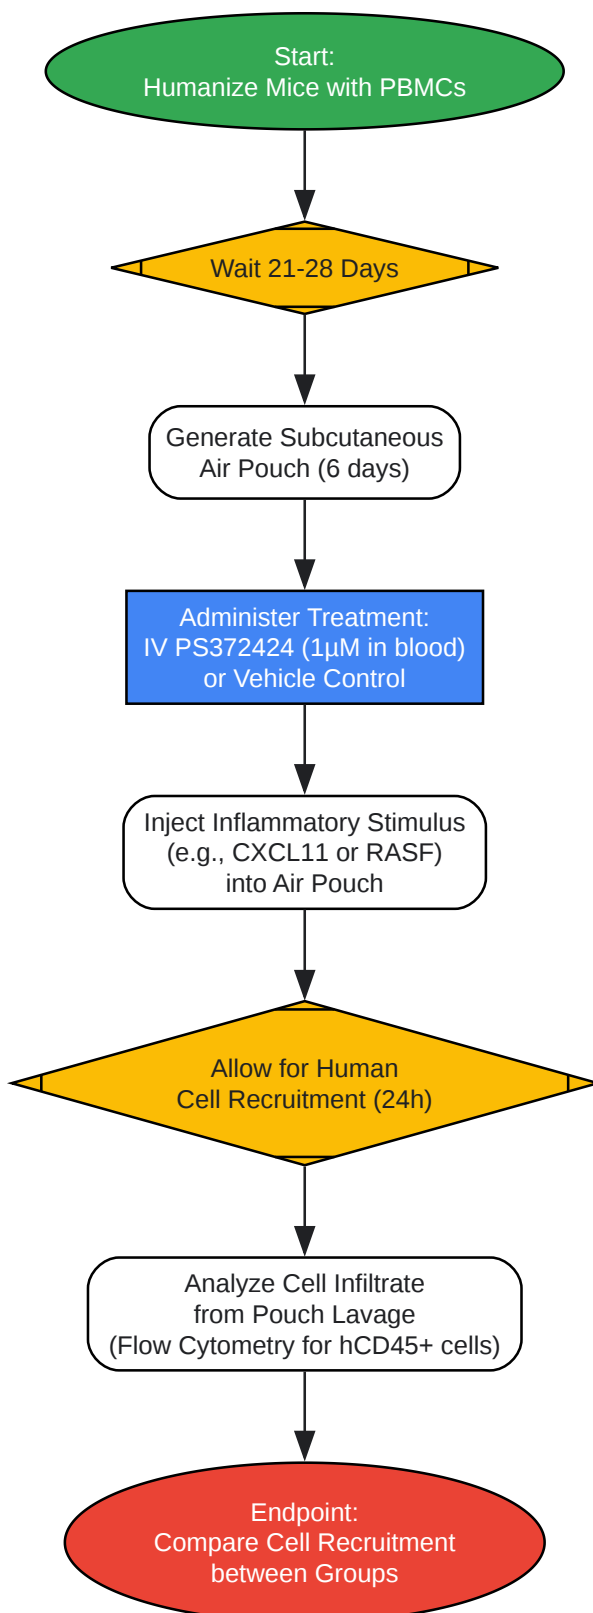 Start:
Humanize Mice with PBMCs
Wait 21-28 Days
Generate Subcutaneous
Air Pouch (6 days)
Administer Treatment:
IV PS372424 (1µM in blood)
or Vehicle Control
Inject Inflammatory Stimulus
(e.g., CXCL11 or RASF)
into Air Pouch
Allow for Human
Cell Recruitment (24h)
Analyze Cell Infiltrate
from Pouch Lavage
(Flow Cytometry for hCD45+ cells)
Endpoint:
Compare Cell Recruitment
between Groups